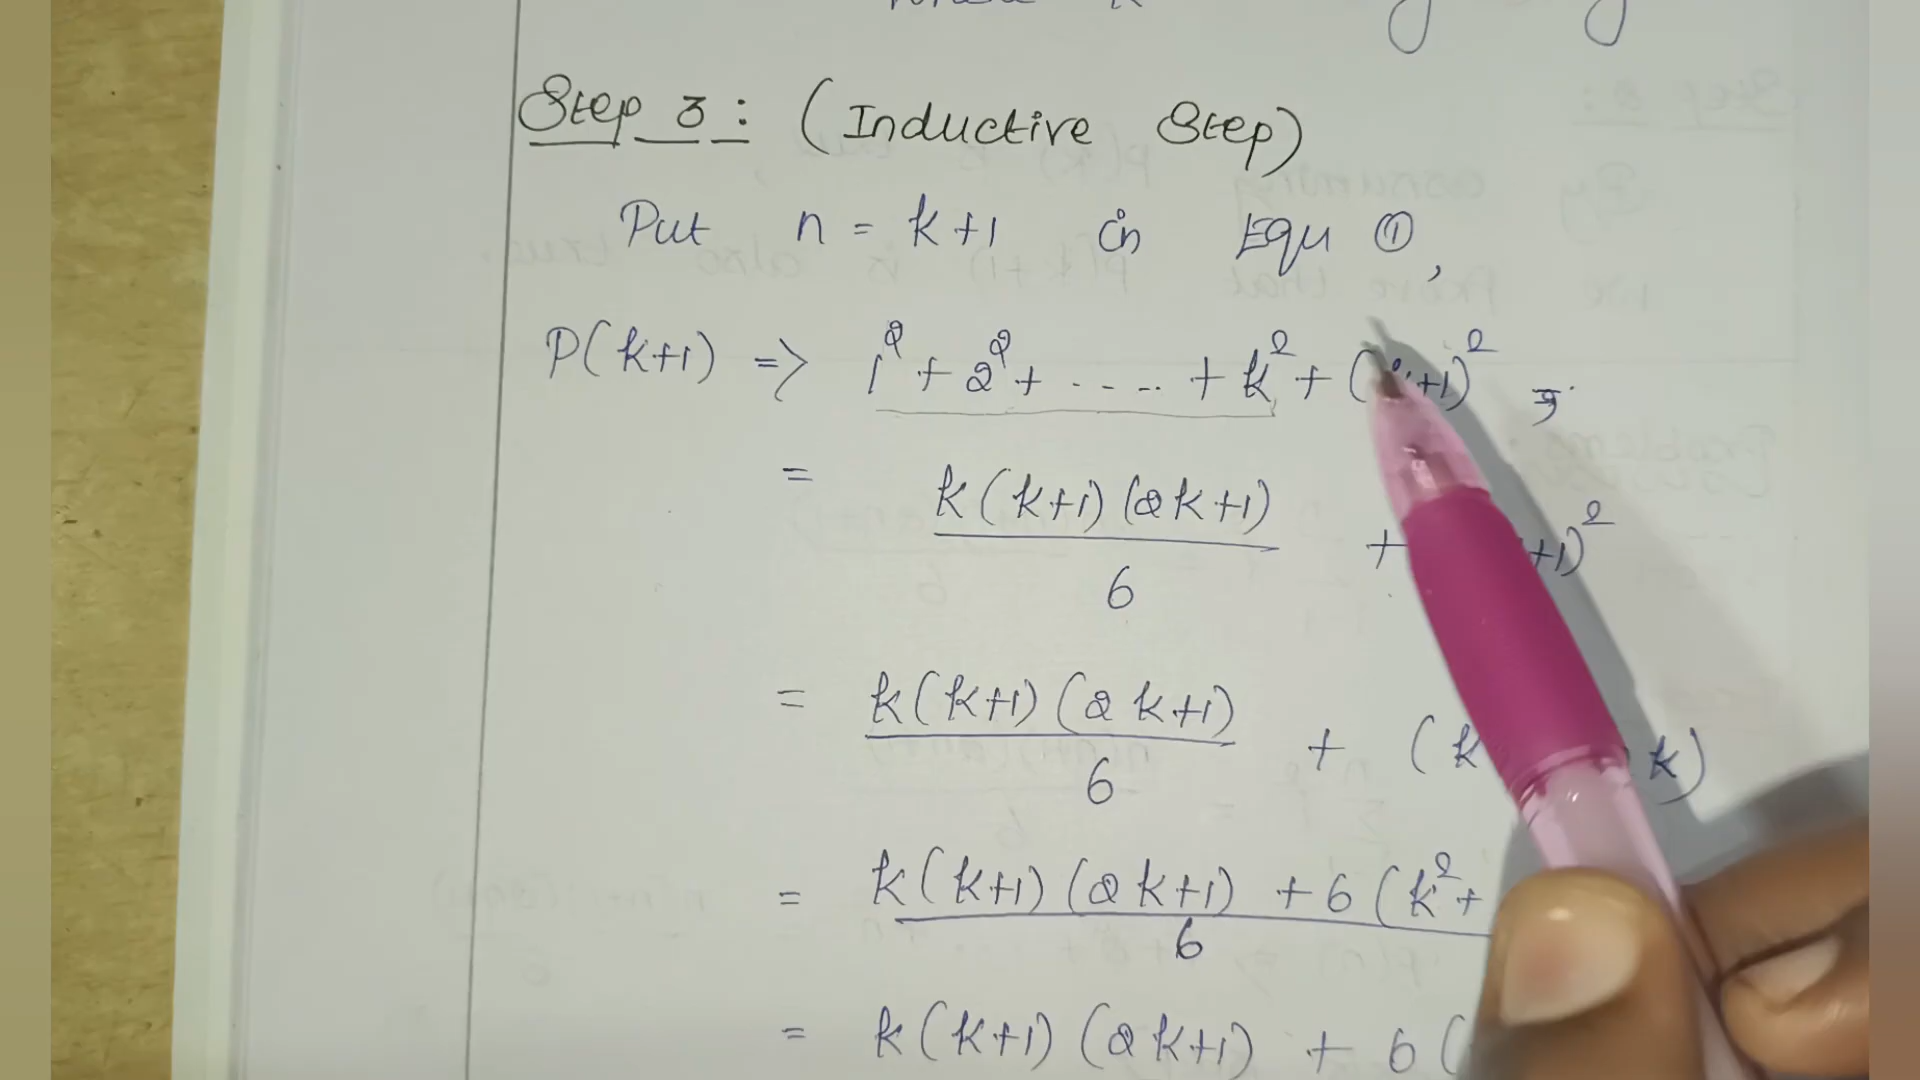 Step 3: (Inductive Step)
Put n = k+1 in Equ ①,
P(k+1) => 1² + 2² + ----- + k² + ( +1)²
= k(k+1)(2k+1) / 6 + +1)²
= k(k+1)(2k+1) / 6 + (k k)
= k(k+1)(2k+1) + 6(k²+ / 6
= k(k+1)(2k+1) + 6(